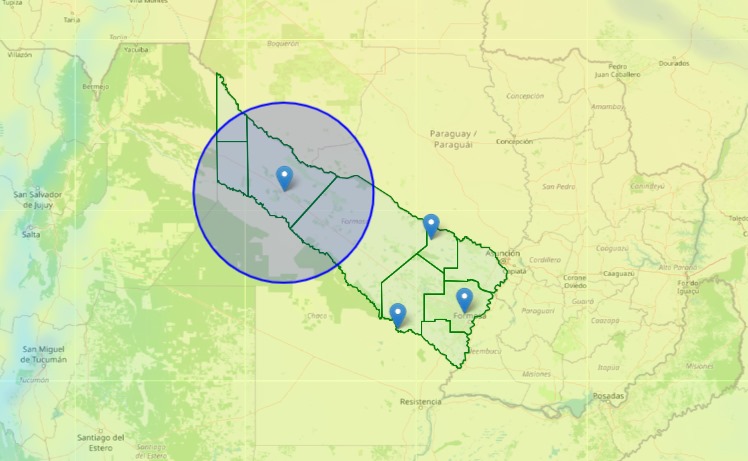 Tupiza
Tarija
Villa Montes
Villazón
Tarija
Yacuiba
Boquerón
Bermejo
Pedro
Juan Caballero
Dourados
Concepción
Amambay
Paraguay /
Paraguái
Concepción
San Salvador
de Jujuy
San Pedro
Canindeyú
Salta
Formosa
Toledo
Asunción
Cordillera
Caaguazú
Alto Paraná
Coronel
Oviedo
Caaguazú
Foz do
Iguaçu
Guairá
Paraguarí
Chaco
Formosa
Caazapá
San Miguel
de Tucumán
Ñeembucú
Misiones
Itapúa
Misiones
Tucumán
Posadas
Resistencia
Santiago del
Estero
Santiago
del Estero